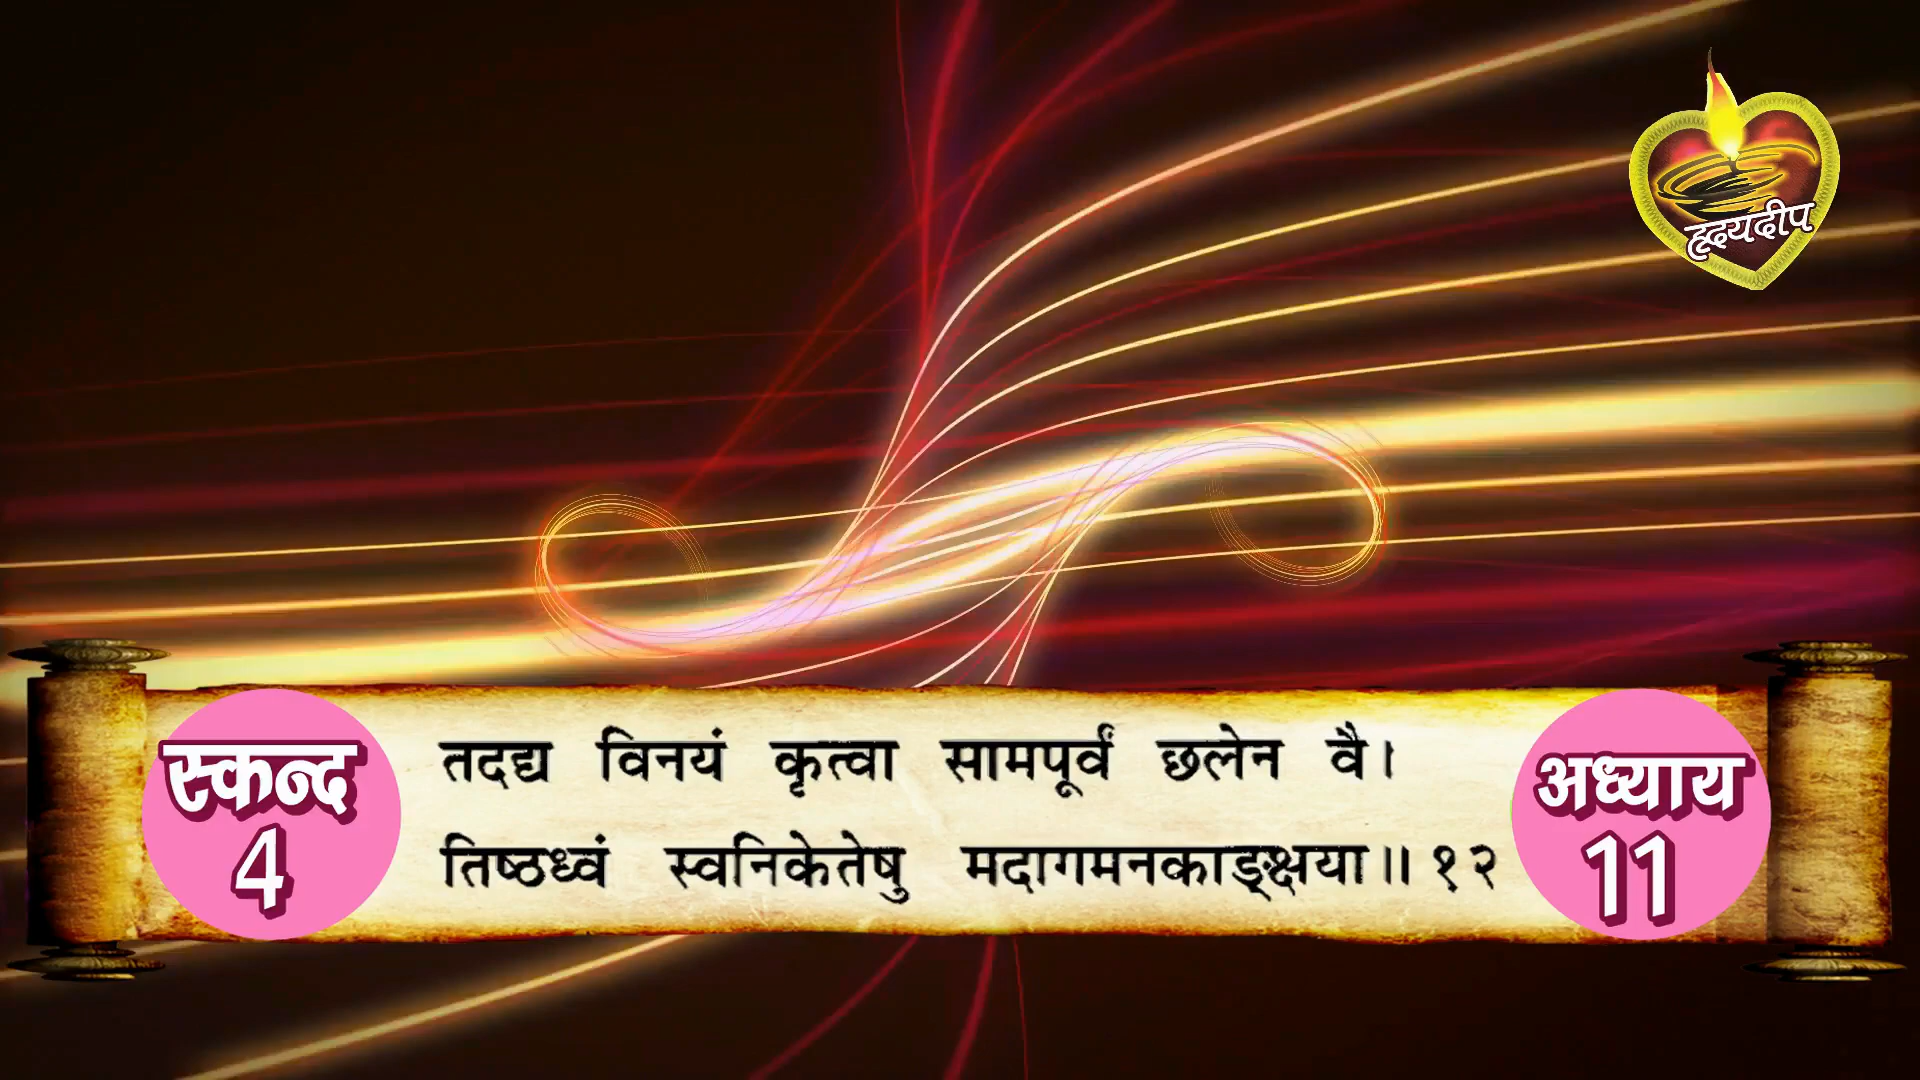 हृदयदीप
स्कन्द
4
तदद्य विनयं कृत्वा सामपूर्वं छलेन वै।
तिष्ठध्वं स्वनिकेतेषु मदागमनकाङ्क्षया॥ १२
अध्याय
11